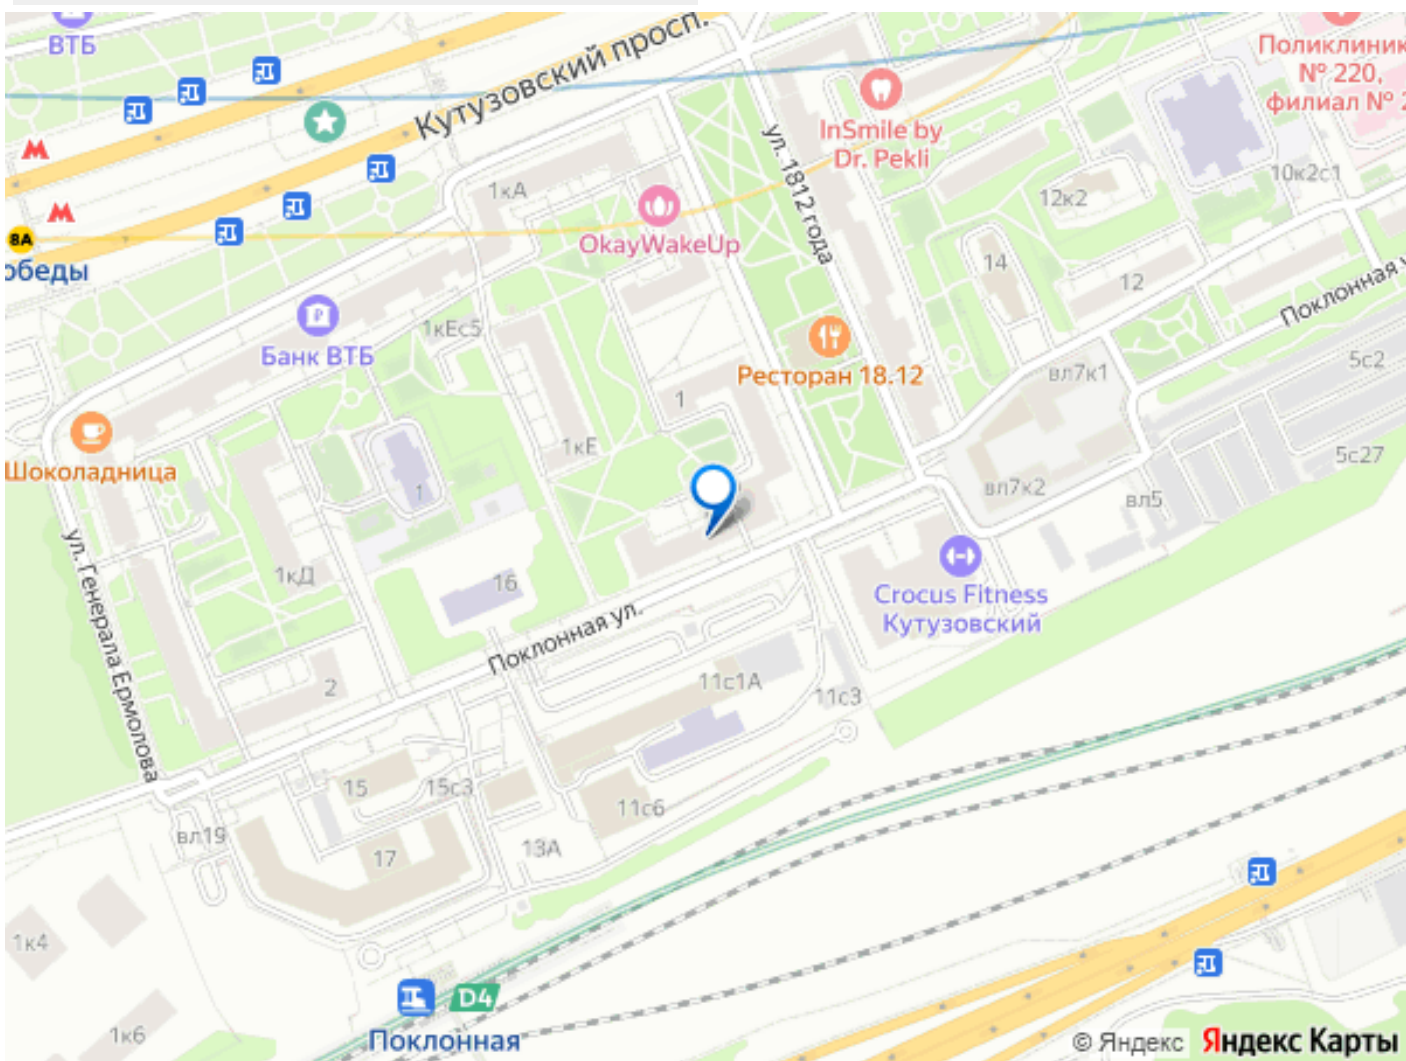 ВТБ
Кутузовский просп.
Поликлиник
№ 220,
филиал № 2
InSmile by
Dr. Pekli
ул. 1812 года
10к2с1
12к2
1кА
OkayWakeUp
8А
обеды
14
12
Поклонная у
Банк ВТБ
1кЕс5
Ресторан 18.12
вл7к1
5с2
1
Шоколадница
1кЕ
5с27
1
вл7к2
вл5
ул. Генерала Ермолова
1кД
16
Crocus Fitness
Кутузовский
Поклонная ул.
2
11с1А
11с3
15
15с3
11с6
вл19
17
13А
1к4
D4
Поклонная
1к6
© Яндекс Яндекс Карты